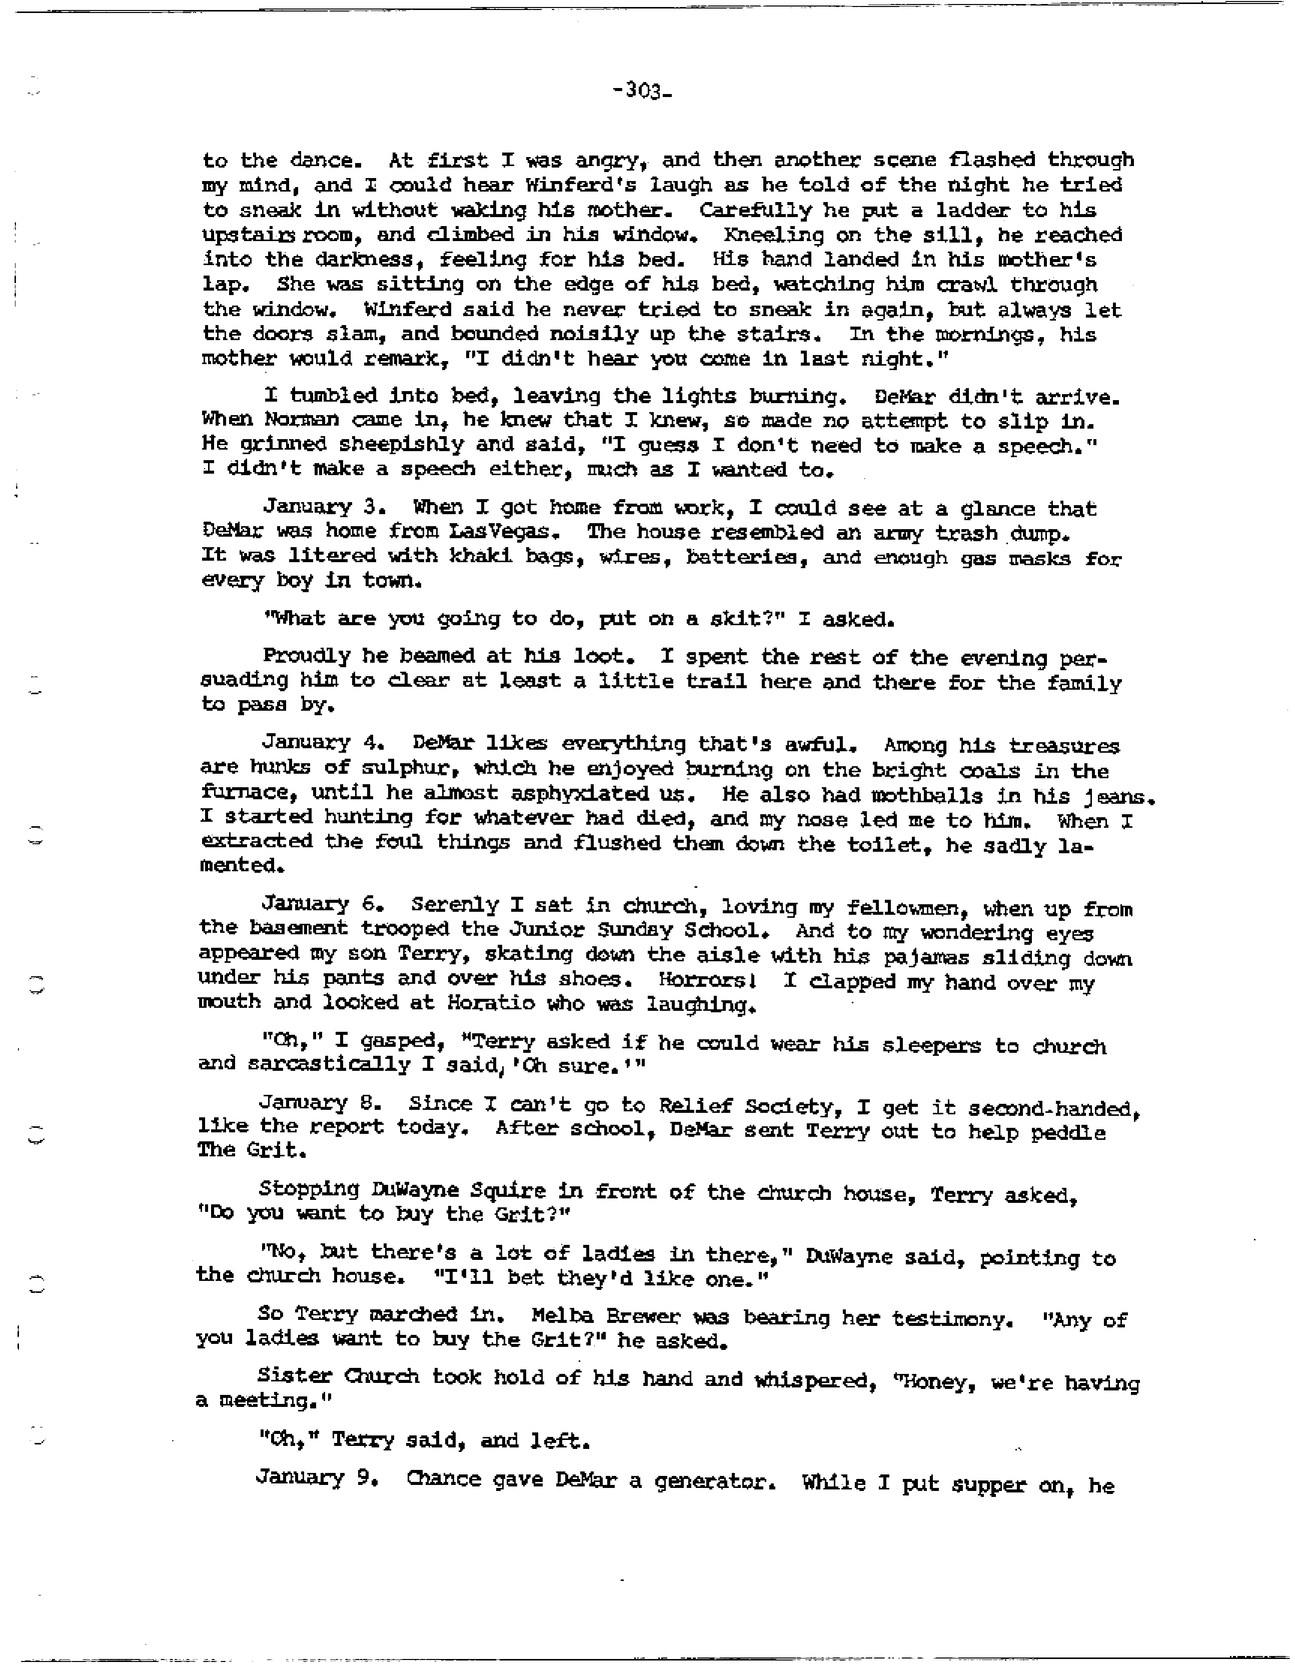 -303-
to the dance. At first I was angry, and then another scene flashed through
my mind, and I could hear Winferd's laugh as he told of the night he tried
to sneak in without waking his mother. Carefully he put a ladder to his
upstairs room, and climbed in his window. Kneeling on the sill, he reached
into the darkness, feeling for his bed. His hand landed in his mother's
lap. She was sitting on the edge of his bed, watching him crawl through
the window. Winferd said he never tried to sneak in again, but always let
the doors slam, and bounded noisily up the stairs. In the mornings, his
mother would remark, "I didn't hear you come in last night."
I tumbled into bed, leaving the lights burning. DeMar didn't arrive.
When Norman came in, he knew that I knew, so made no attempt to slip in.
He grinned sheepishly and said, "I guess I don't need to make a speech."
I didn't make a speech either, much as I wanted to.
January 3. When I got home from work, I could see at a glance that
DeMar was home from LasVegas. The house resembled an army trash dump.
It was litered with khaki bags, wires, batteries, and enough gas masks for
every boy in town.
"What are you going to do, put on a skit?" I asked.
Proudly he beamed at his loot. I spent the rest of the evening per-
suading him to clear at least a little trail here and there for the family
to pass by.
January 4. DeMar likes everything that's awful. Among his treasures
are hunks of sulphur, which he enjoyed burning on the bright coals in the
furnace, until he almost asphyxiated us. He also had mothballs in his jeans.
I started hunting for whatever had died, and my nose led me to him. When I
extracted the foul things and flushed them down the toilet, he sadly la-
mented.
January 6. Serenly I sat in church, loving my fellowmen, when up from
the basement trooped the Junior Sunday School. And to my wondering eyes
appeared my son Terry, skating down the aisle with his pajamas sliding down
under his pants and over his shoes. Horrors! I clapped my hand over my
mouth and looked at Horatio who was laughing.
"Oh," I gasped, "Terry asked if he could wear his sleepers to church
and sarcastically I said, 'Oh sure.'"
January 8. Since I can't go to Relief Society, I get it second-handed,
like the report today. After school, DeMar sent Terry out to help peddle
The Grit.
Stopping DuWayne Squire in front of the church house, Terry asked,
"Do you want to buy the Grit?"
"No, but there's a lot of ladies in there," DuWayne said, pointing to
the church house. "I'll bet they'd like one."
So Terry marched in. Melba Brewer was bearing her testimony. "Any of
you ladies want to buy the Grit?" he asked.
Sister Church took hold of his hand and whispered, "Honey, we're having
a meeting."
"Oh," Terry said, and left.
January 9. Chance gave DeMar a generator. While I put supper on, he